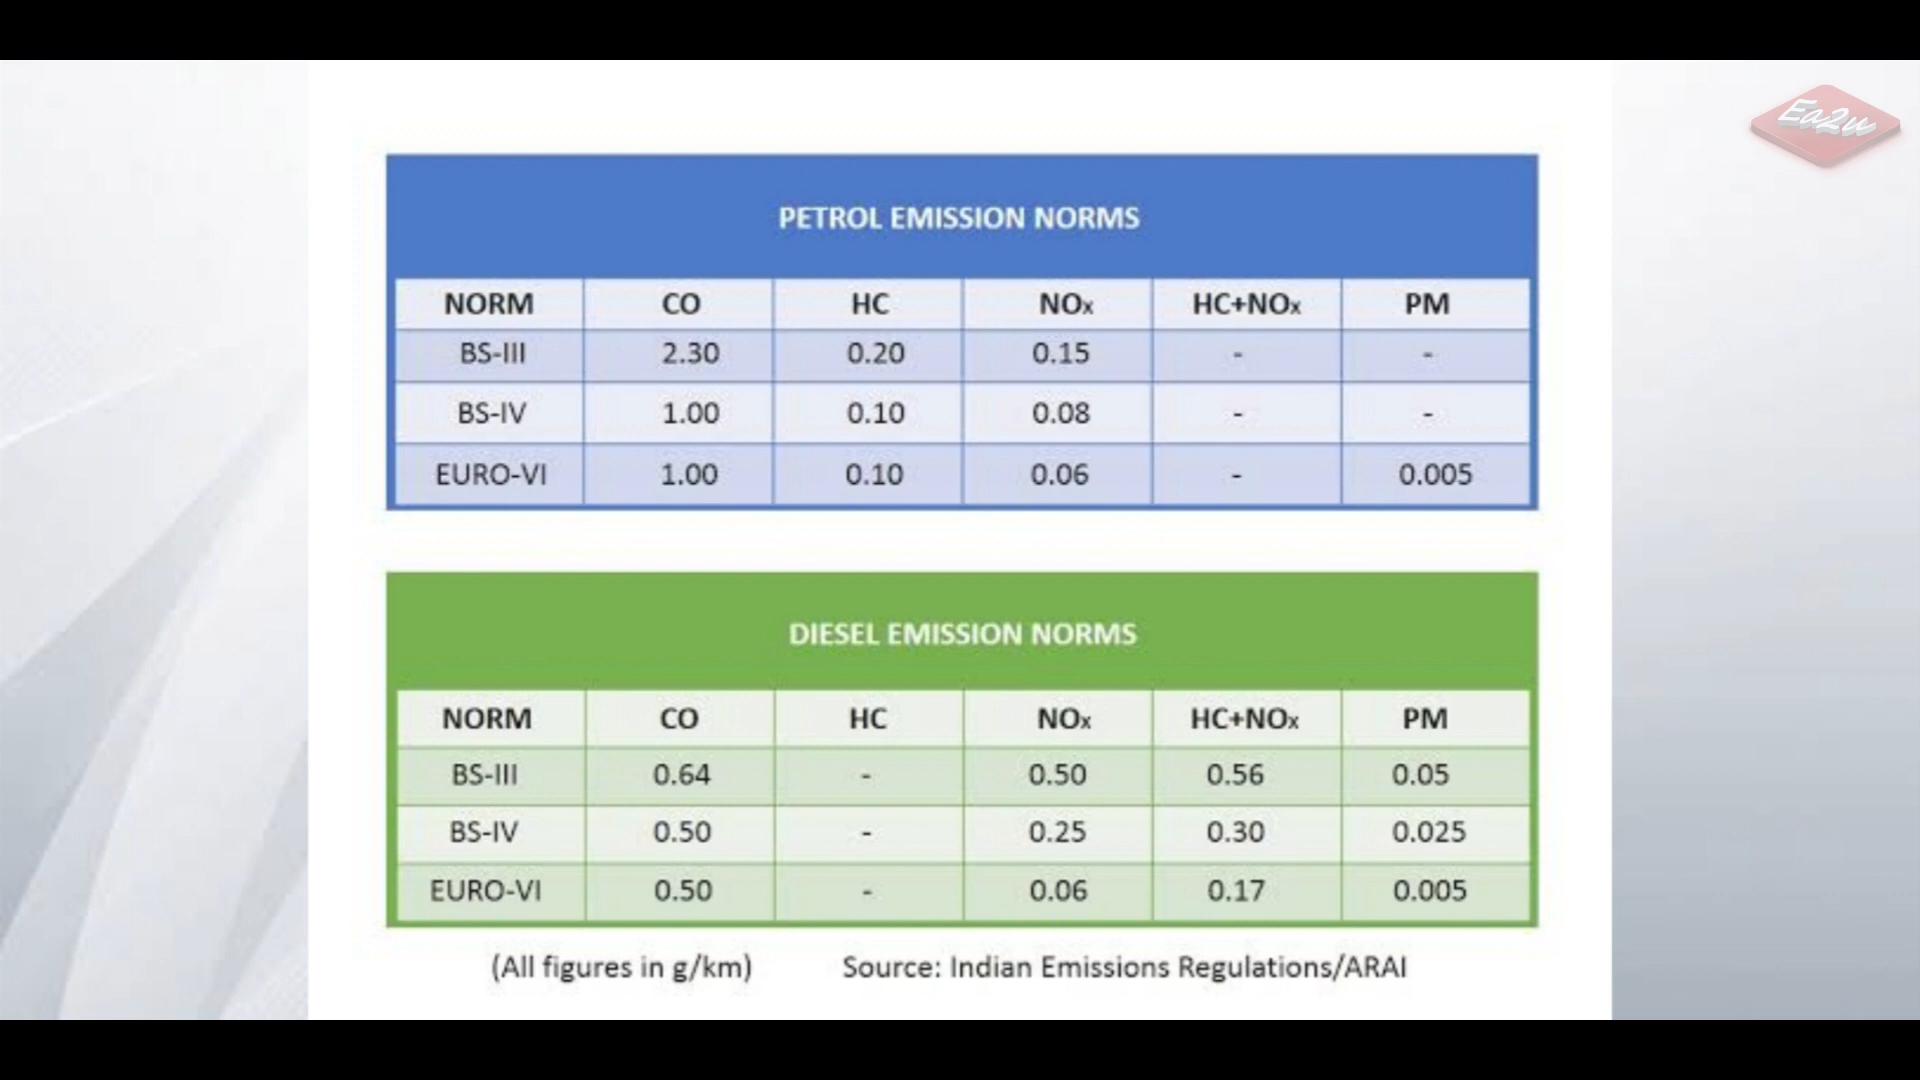 Ea2u
PETROL EMISSION NORMS
NORM CO HC NOx HC+NOx PM
BS-III 2.30 0.20 0.15 - -
BS-IV 1.00 0.10 0.08 - -
EURO-VI 1.00 0.10 0.06 - 0.005
DIESEL EMISSION NORMS
NORM CO HC NOx HC+NOx PM
BS-III 0.64 - 0.50 0.56 0.05
BS-IV 0.50 - 0.25 0.30 0.025
EURO-VI 0.50 - 0.06 0.17 0.005
(All figures in g/km) Source: Indian Emissions Regulations/ARAI